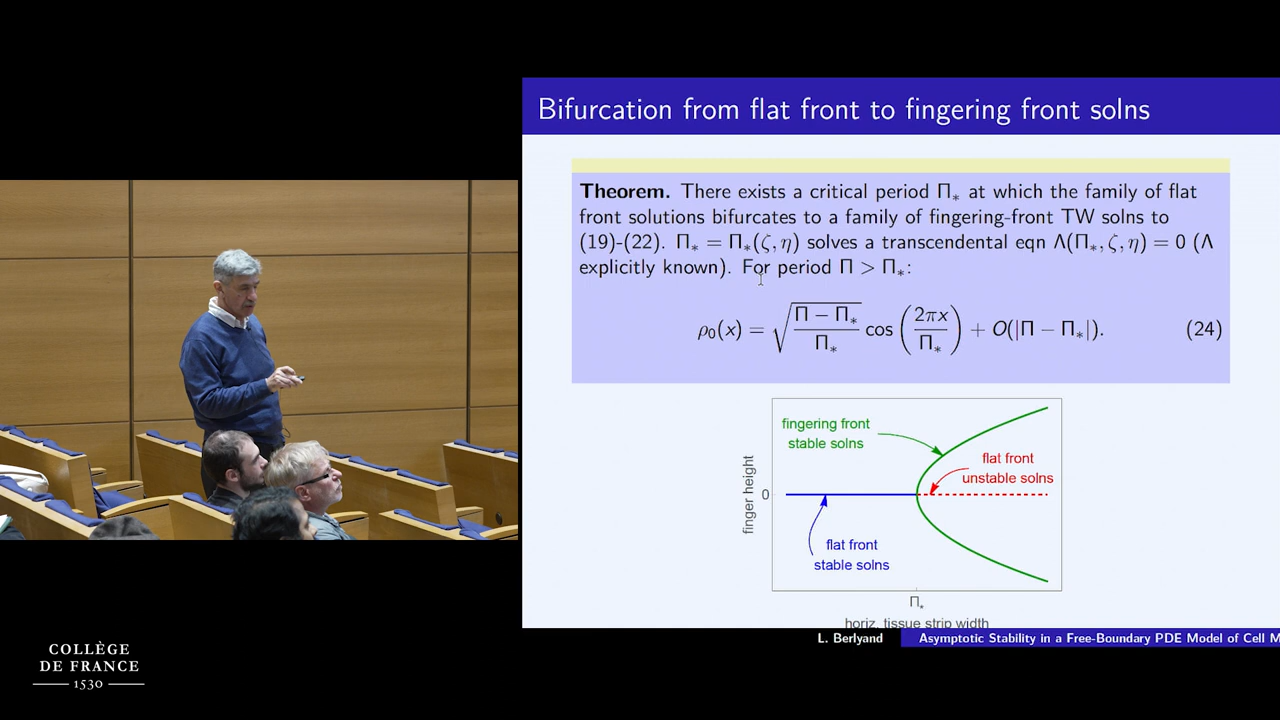 Bifurcation from flat front to fingering front solns
Theorem. There exists a critical period Π∗ at which the family of flat
front solutions bifurcates to a family of fingering-front TW solns to
(19)-(22). Π∗ = Π∗(ζ, η) solves a transcendental eqn Λ(Π∗, ζ, η) = 0 (Λ
explicitly known). For period Π > Π∗:
ρ₀(x) = √((Π − Π∗)/Π∗) cos (2πx/Π∗) + O(|Π − Π∗|). (24)
fingering front
stable solns
flat front
unstable solns
finger height
0
flat front
stable solns
Π∗
horiz. tissue strip width
L. Berlyand
Asymptotic Stability in a Free-Boundary PDE Model of Cell M
COLLÈGE
DE FRANCE
1530